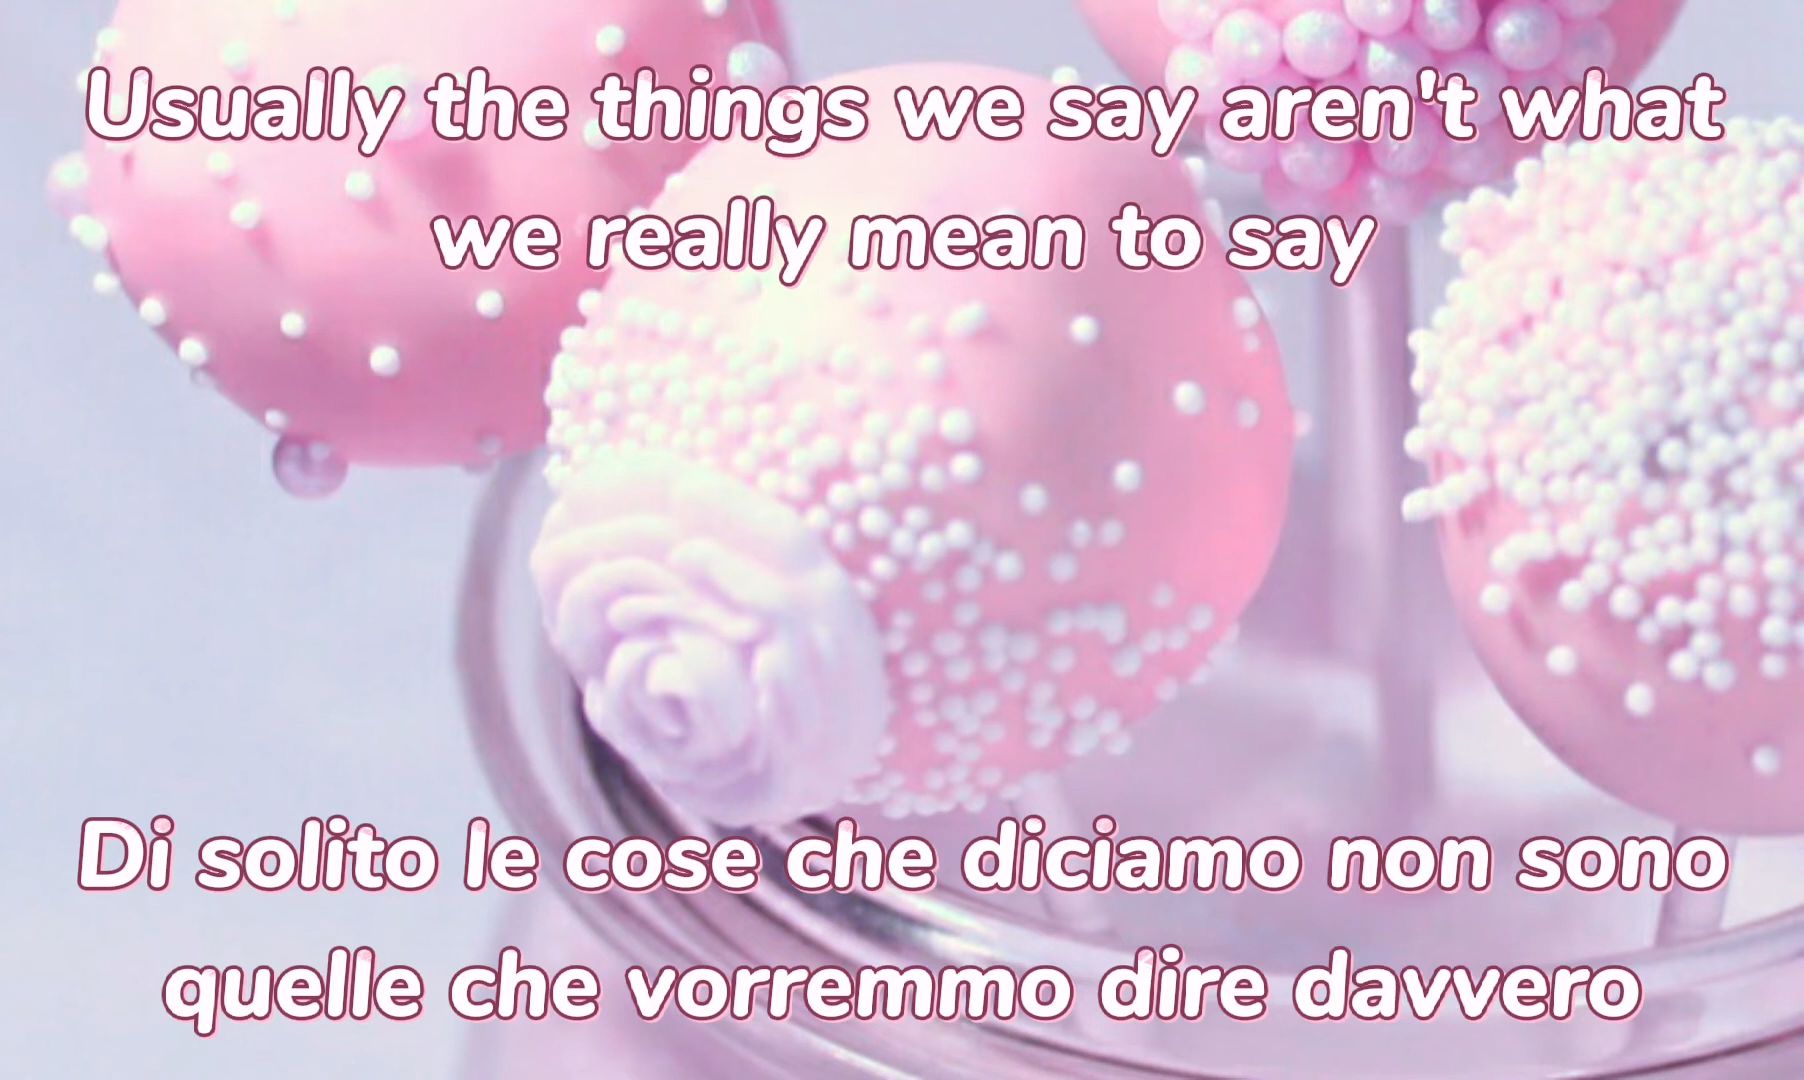 Usually the things we say aren't what
we really mean to say
Di solito le cose che diciamo non sono
quelle che vorremmo dire davvero